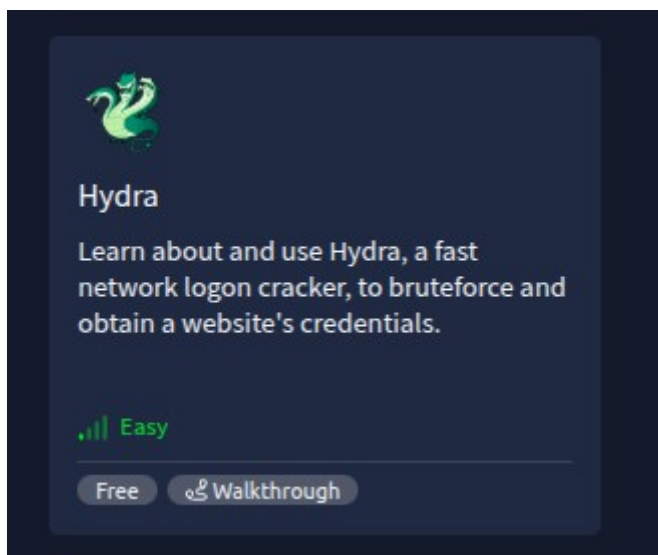 Hydra
Learn about and use Hydra, a fast
network logon cracker, to bruteforce and
obtain a website's credentials.
Easy
Free Walkthrough